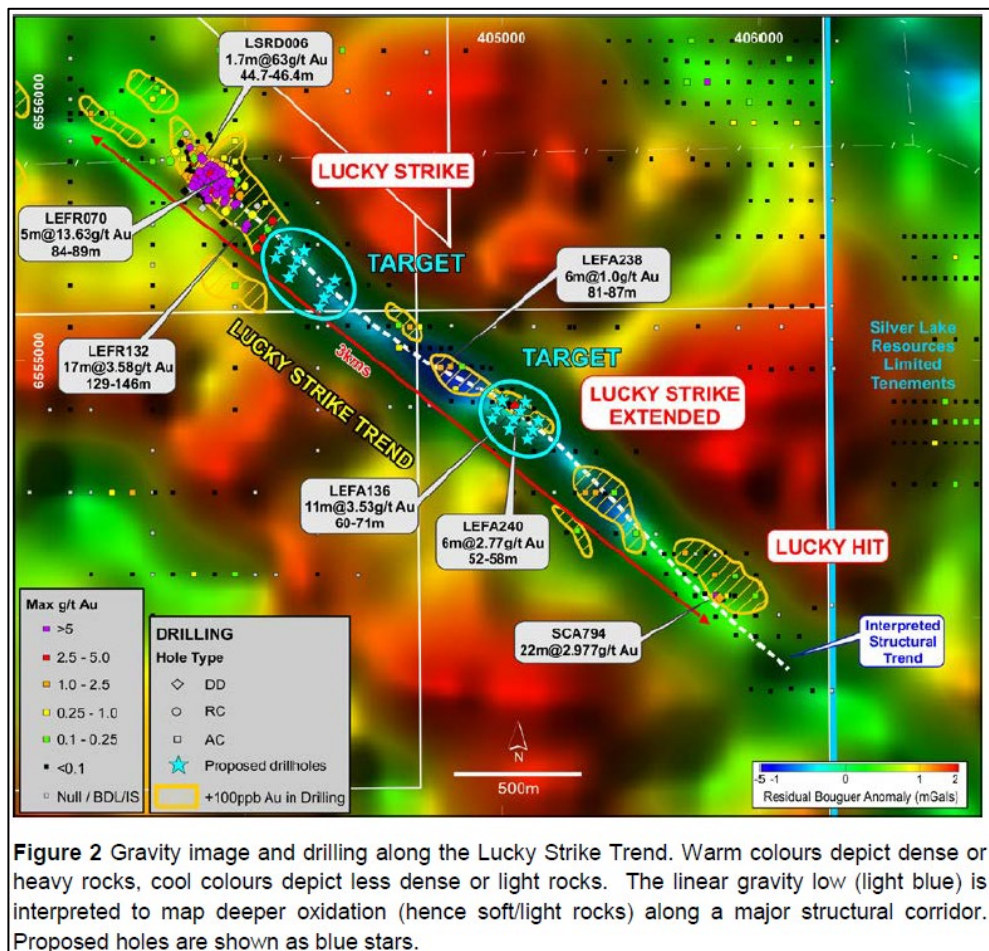 405000
406000
6556000
6555000
LSRD006
1.7m@63g/t Au
44.7-46.4m
LUCKY STRIKE
LEFR070
5m@13.63g/t Au
84-89m
TARGET
LEFA238
6m@1.0g/t Au
81-87m
LEFR132
17m@3.58g/t Au
129-146m
LUCKY STRIKE TREND
3kms
TARGET
Silver Lake
Resources
Limited
Tenements
LUCKY STRIKE
EXTENDED
LEFA136
11m@3.53g/t Au
60-71m
LEFA240
6m@2.77g/t Au
52-58m
LUCKY HIT
SCA794
22m@2.977g/t Au
Interpreted
Structural
Trend
Max g/t Au
>5
2.5 - 5.0
1.0 - 2.5
0.25 - 1.0
0.1 - 0.25
<0.1
Null / BDL/IS
DRILLING
Hole Type
DD
RC
AC
Proposed drillholes
+100ppb Au in Drilling
N
500m
-5 -1 0 1 2
Residual Bouguer Anomaly (mGals)
Figure 2 Gravity image and drilling along the Lucky Strike Trend. Warm colours depict dense or
heavy rocks, cool colours depict less dense or light rocks. The linear gravity low (light blue) is
interpreted to map deeper oxidation (hence soft/light rocks) along a major structural corridor.
Proposed holes are shown as blue stars.